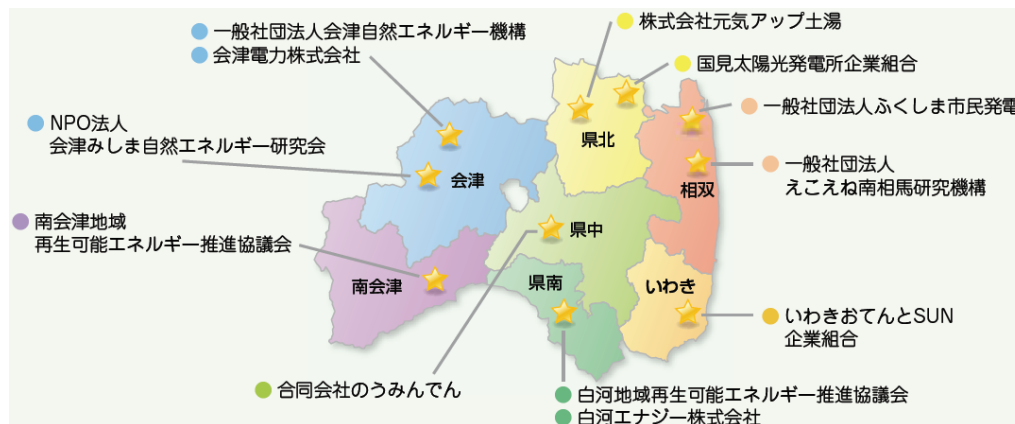 一般社団法人会津自然エネルギー機構
会津電力株式会社
株式会社元気アップ土湯
国見太陽光発電所企業組合
一般社団法人ふくしま市民発電
NPO法人
会津みしま自然エネルギー研究会
県北
会津
相双
一般社団法人
えこえね南相馬研究機構
南会津地域
再生可能エネルギー推進協議会
県中
南会津
県南
いわき
いわきおてんとSUN
企業組合
合同会社のうみんでん
白河地域再生可能エネルギー推進協議会
白河エナジー株式会社